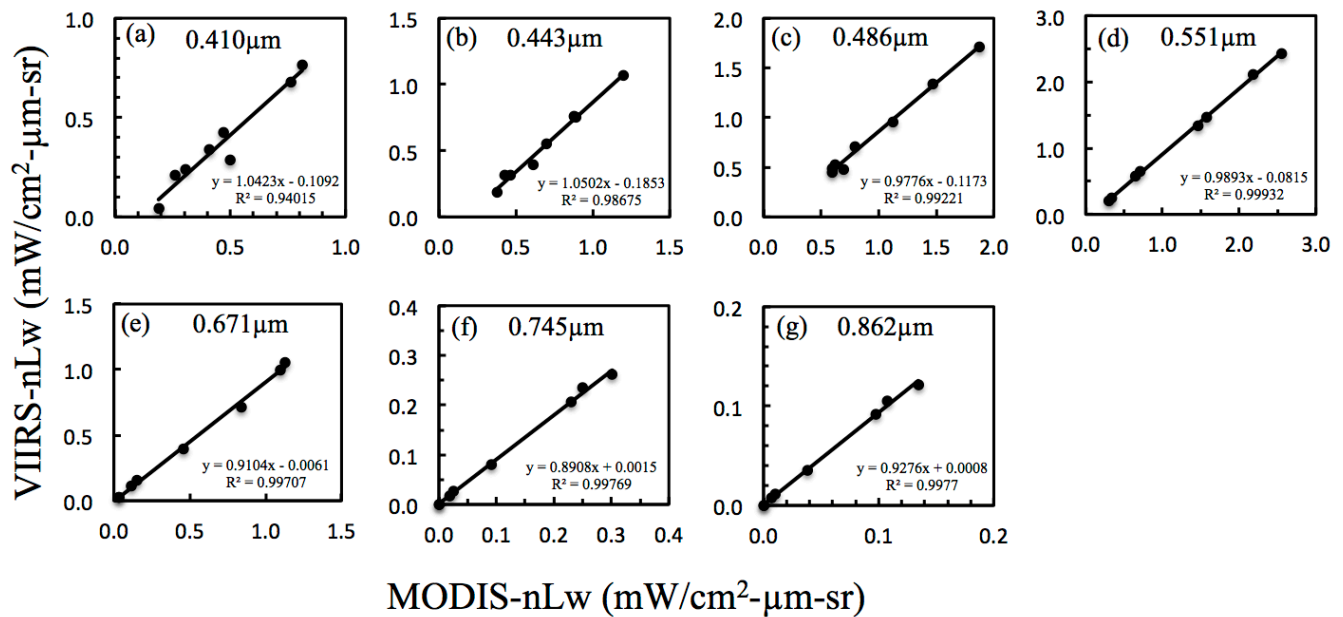 VIIRS-nLw (mW/cm²-µm-sr)
(a) 0.410µm
1.0
0.5
0.0
y = 1.0423x - 0.1092
R² = 0.94015
0.0 0.5 1.0
(b) 0.443µm
1.5
1.0
0.5
0.0
y = 1.0502x - 0.1853
R² = 0.98675
0.0 0.5 1.0 1.5
(c) 0.486µm
2.0
1.5
1.0
0.5
0.0
y = 0.9776x - 0.1173
R² = 0.99221
0.0 0.5 1.0 1.5 2.0
(d) 0.551µm
3.0
2.0
1.0
0.0
y = 0.9893x - 0.0815
R² = 0.99932
0.0 1.0 2.0 3.0
(e) 0.671µm
1.5
1.0
0.5
0.0
y = 0.9104x - 0.0061
R² = 0.99707
0.0 0.5 1.0 1.5
(f) 0.745µm
0.4
0.3
0.2
0.1
0.0
y = 0.8908x + 0.0015
R² = 0.99769
0.0 0.1 0.2 0.3 0.4
(g) 0.862µm
0.2
0.1
0.0
y = 0.9276x + 0.0008
R² = 0.9977
0.0 0.1 0.2
MODIS-nLw (mW/cm²-µm-sr)